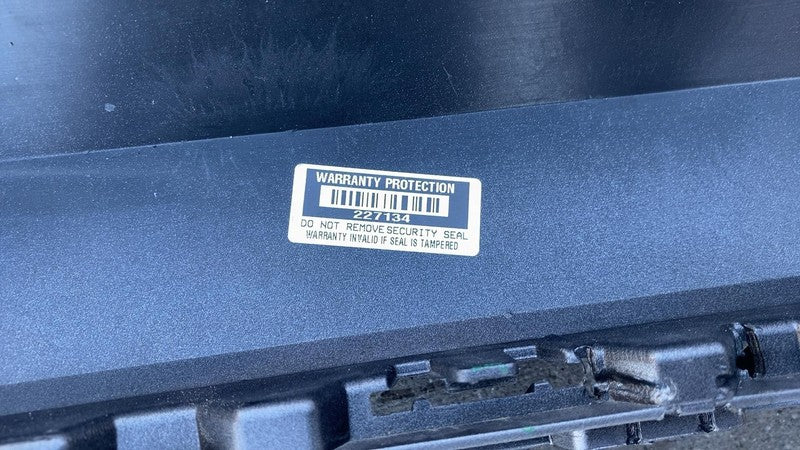 WARRANTY PROTECTION
227134
DO NOT REMOVE SECURITY SEAL
WARRANTY INVALID IF SEAL IS TAMPERED